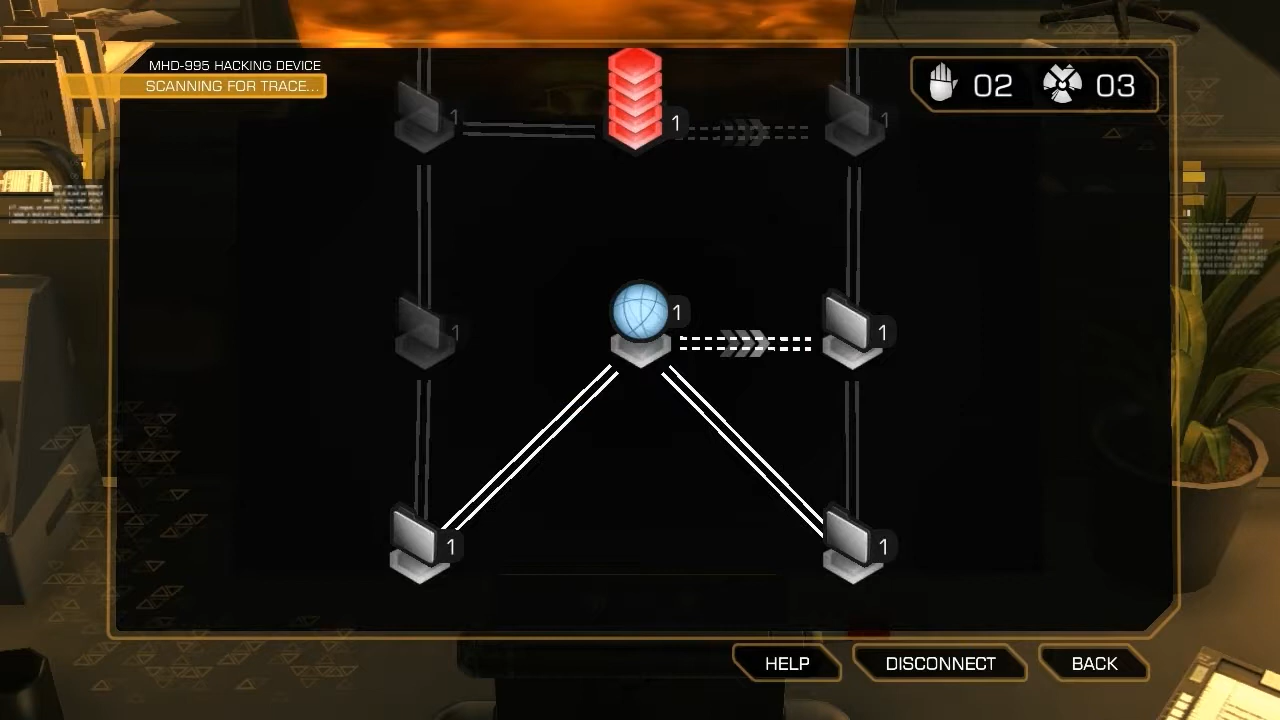 MHD-995 HACKING DEVICE
SCANNING FOR TRACE...
02 03
1 1 1
1 1 1
1 1
HELP DISCONNECT BACK